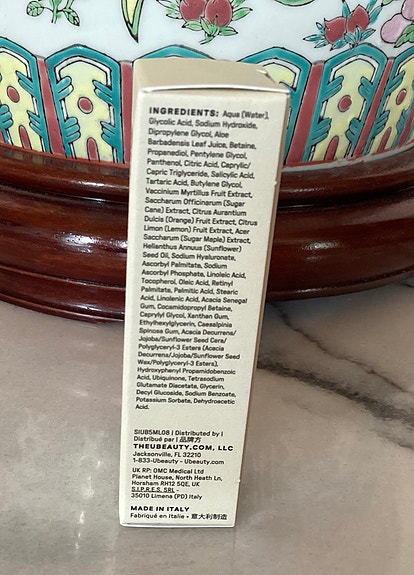 INGREDIENTS: Aqua (Water),
Glycolic Acid, Sodium Hydroxide,
Dipropylene Glycol, Aloe
Barbadensis Leaf Juice, Betaine,
Propanediol, Pentylene Glycol,
Panthenol, Citric Acid, Caprylic/
Capric Triglyceride, Salicylic Acid,
Tartaric Acid, Butylene Glycol,
Vaccinium Myrtillus Fruit Extract,
Saccharum Officinarum (Sugar
Cane) Extract, Citrus Aurantium
Dulcis (Orange) Fruit Extract, Citrus
Limon (Lemon) Fruit Extract, Acer
Saccharum (Sugar Maple) Extract,
Helianthus Annuus (Sunflower)
Seed Oil, Sodium Hyaluronate,
Ascorbyl Palmitate, Sodium
Ascorbyl Phosphate, Linoleic Acid,
Tocopherol, Oleic Acid, Retinyl
Palmitate, Palmitic Acid, Stearic
Acid, Linolenic Acid, Acacia Senegal
Gum, Cocamidopropyl Betaine,
Caprylyl Glycol, Xanthan Gum,
Ethylhexylglycerin, Caesalpinia
Spinosa Gum, Acacia Decurrens/
Jojoba/Sunflower Seed Cera/
Polyglyceryl-3 Esters (Acacia
Decurrens/Jojoba/Sunflower Seed
Wax/Polyglyceryl-3 Esters),
Hydroxyphenyl Propamidobenzoic
Acid, Ubiquinone, Tetrasodium
Glutamate Diacetate, Glycerin,
Decyl Glucoside, Sodium Benzoate,
Potassium Sorbate, Dehydroacetic
Acid.
SIUB5ML08 | Distributed by |
Distribué par | 品牌方
THEUBEAUTY.COM, LLC
Jacksonville, FL 32210
1-833-Ubeauty - Ubeauty.com
UK RP: OMC Medical Ltd
Planet House, North Heath Ln,
Horsham RH12 5QE, UK
S.I.P.R.E.S. SRL -
35010 Limena (PD) Italy
MADE IN ITALY
Fabriqué en Italie • 意大利制造